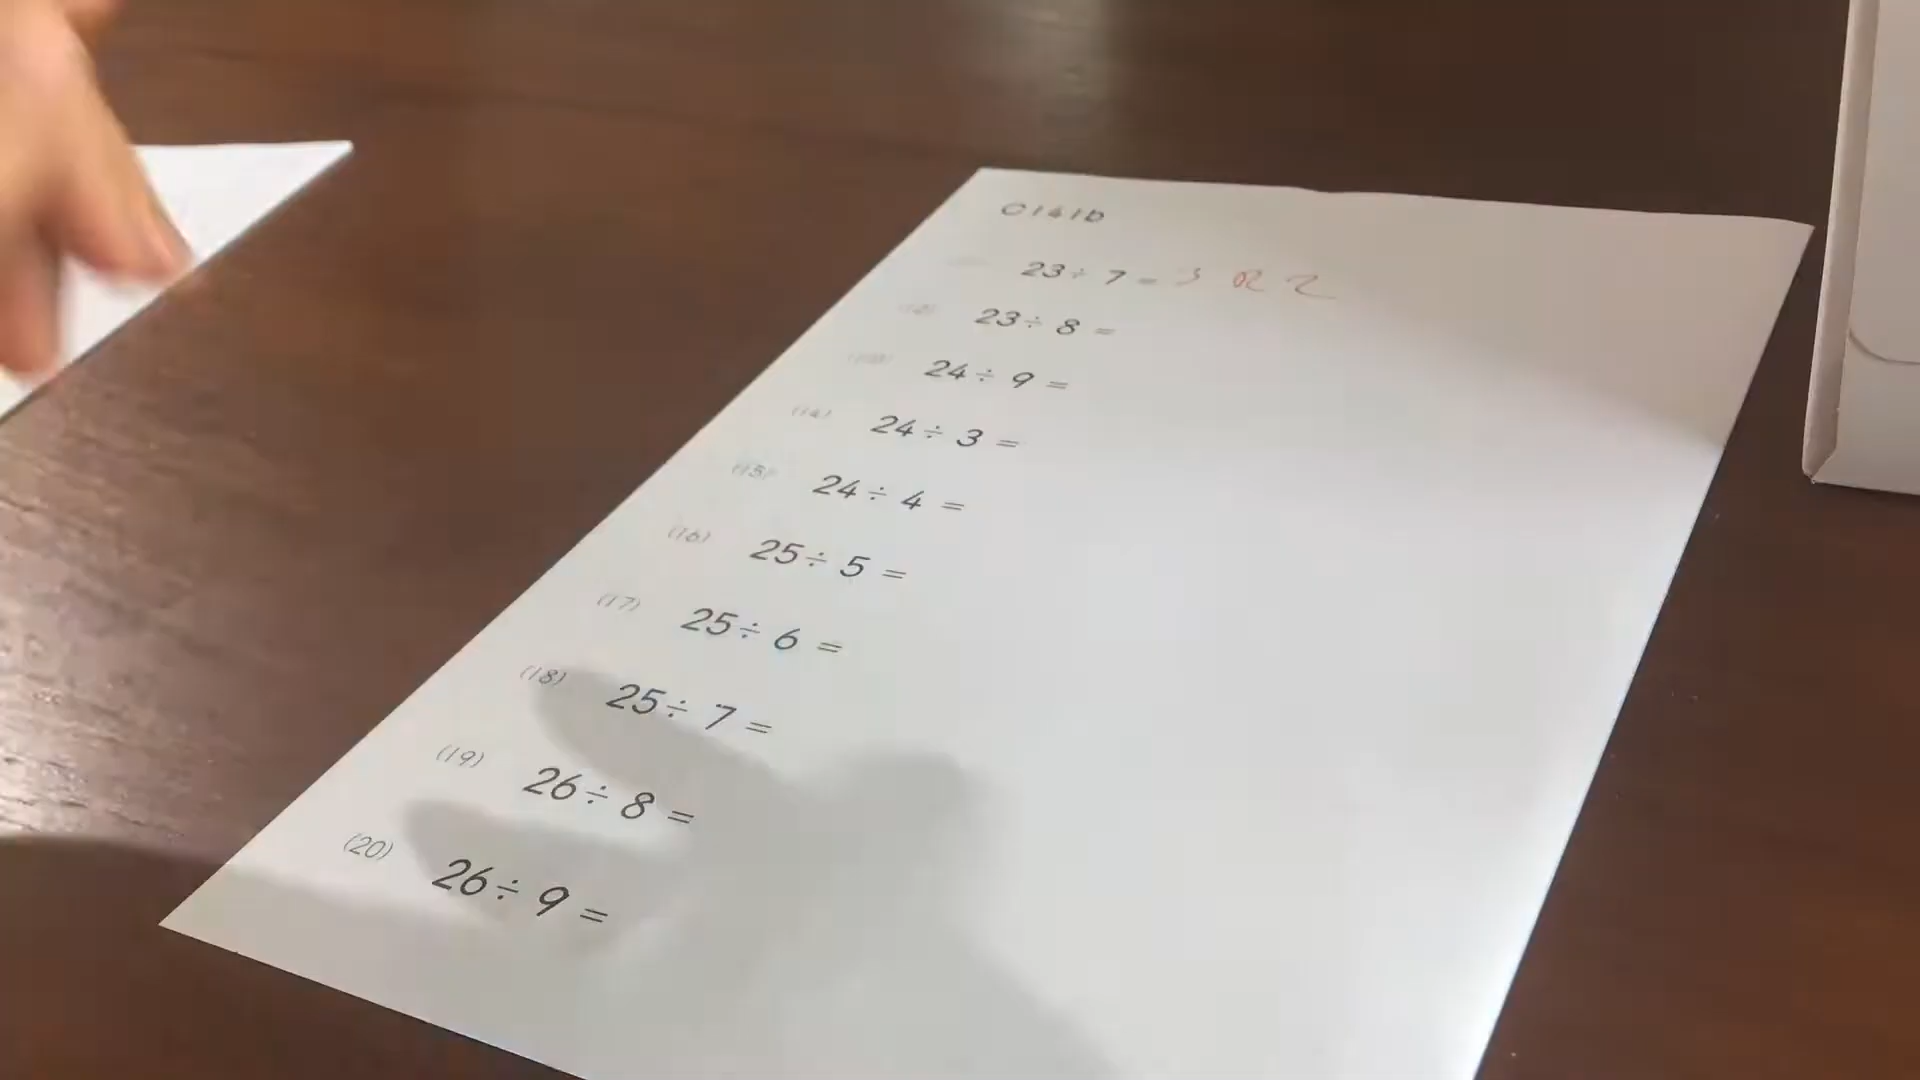 23 ÷ 7 = 3 R 2
(12) 23 ÷ 8 =
(13) 24 ÷ 9 =
(14) 24 ÷ 3 =
(15) 24 ÷ 4 =
(16) 25 ÷ 5 =
(17) 25 ÷ 6 =
(18) 25 ÷ 7 =
(19) 26 ÷ 8 =
(20) 26 ÷ 9 =